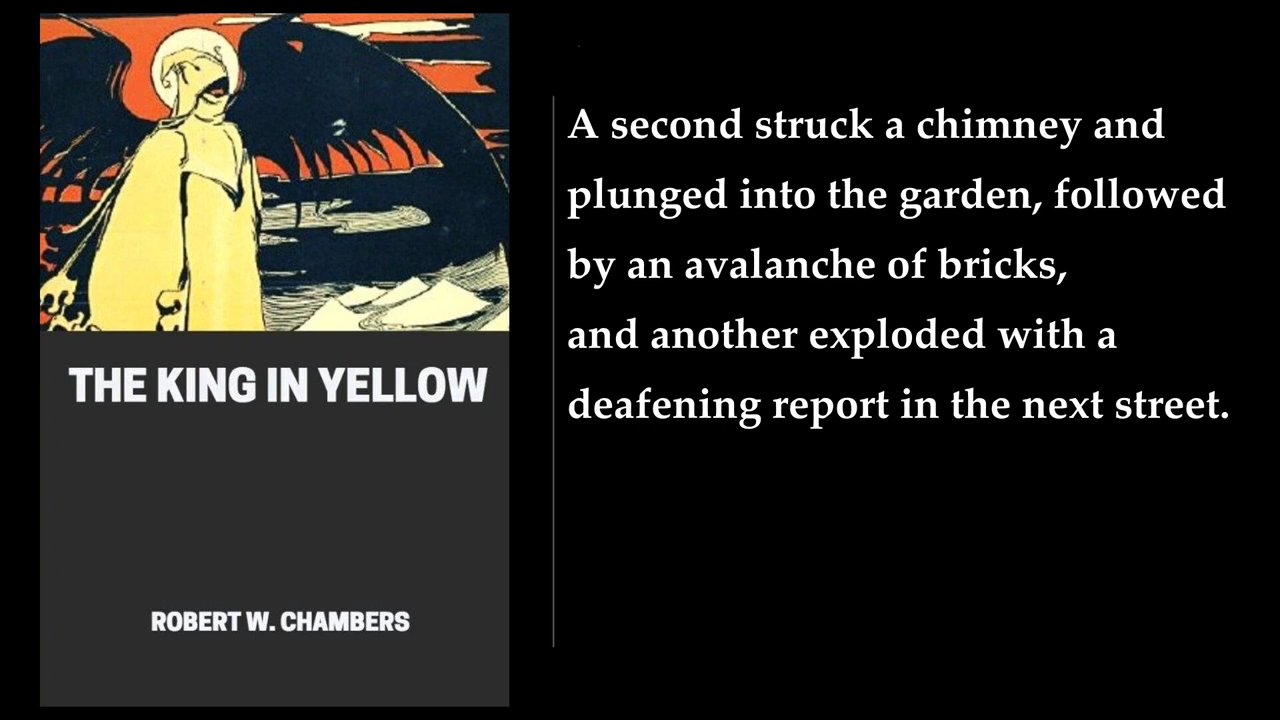 THE KING IN YELLOW
ROBERT W. CHAMBERS
A second struck a chimney and
plunged into the garden, followed
by an avalanche of bricks,
and another exploded with a
deafening report in the next street.